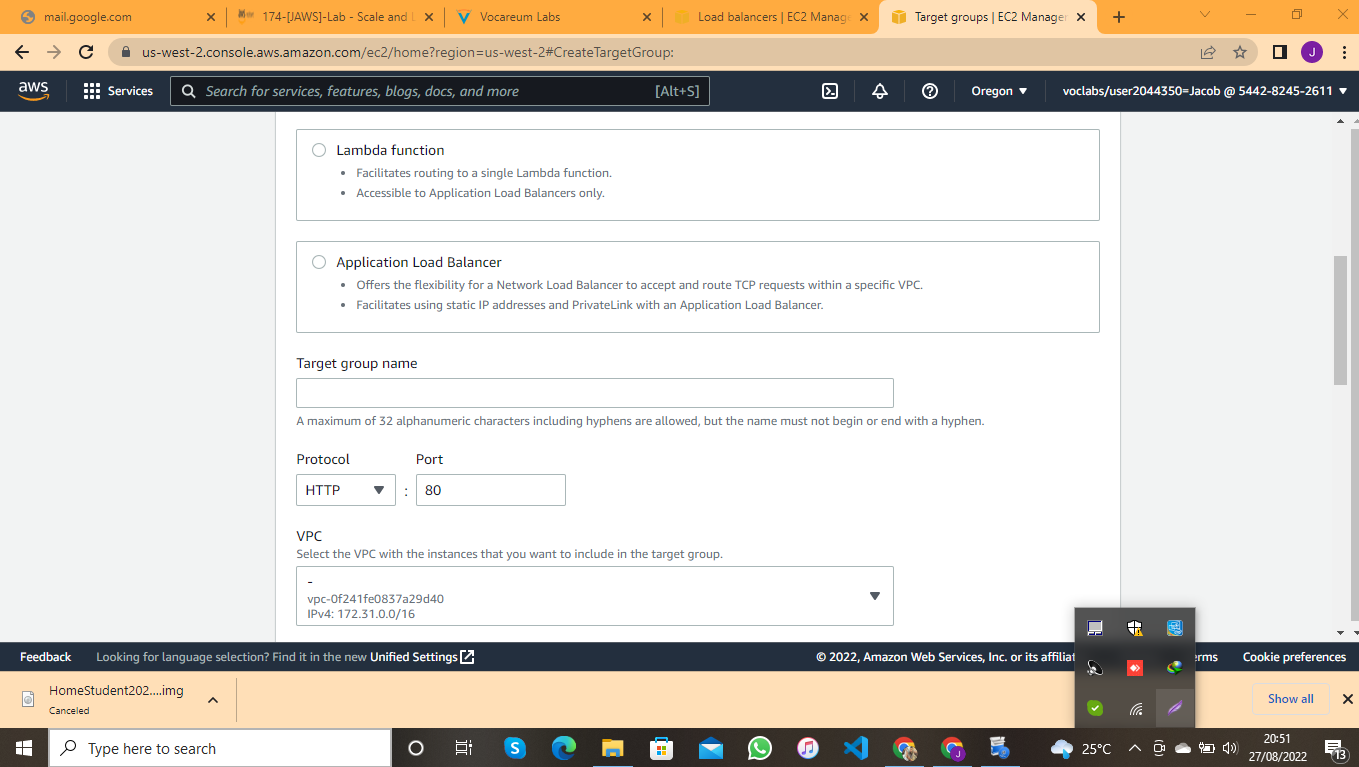 mail.google.com
174-[JAWS]-Lab - Scale and L
Vocareum Labs
Load balancers | EC2 Manage
Target groups | EC2 Manager
us-west-2.console.aws.amazon.com/ec2/home?region=us-west-2#CreateTargetGroup:
J
aws
Services
Search for services, features, blogs, docs, and more
[Alt+S]
Oregon
voclabs/user2044350=Jacob @ 5442-8245-2611
Lambda function
Facilitates routing to a single Lambda function.
Accessible to Application Load Balancers only.
Application Load Balancer
Offers the flexibility for a Network Load Balancer to accept and route TCP requests within a specific VPC.
Facilitates using static IP addresses and PrivateLink with an Application Load Balancer.
Target group name
A maximum of 32 alphanumeric characters including hyphens are allowed, but the name must not begin or end with a hyphen.
Protocol
Port
HTTP
:
80
VPC
Select the VPC with the instances that you want to include in the target group.
-
vpc-0f241fe0837a29d40
IPv4: 172.31.0.0/16
Feedback
Looking for language selection? Find it in the new Unified Settings
© 2022, Amazon Web Services, Inc. or its affiliat
erms
Cookie preferences
HomeStudent202....img
Canceled
Show all
Type here to search
25°C
20:51
27/08/2022
13